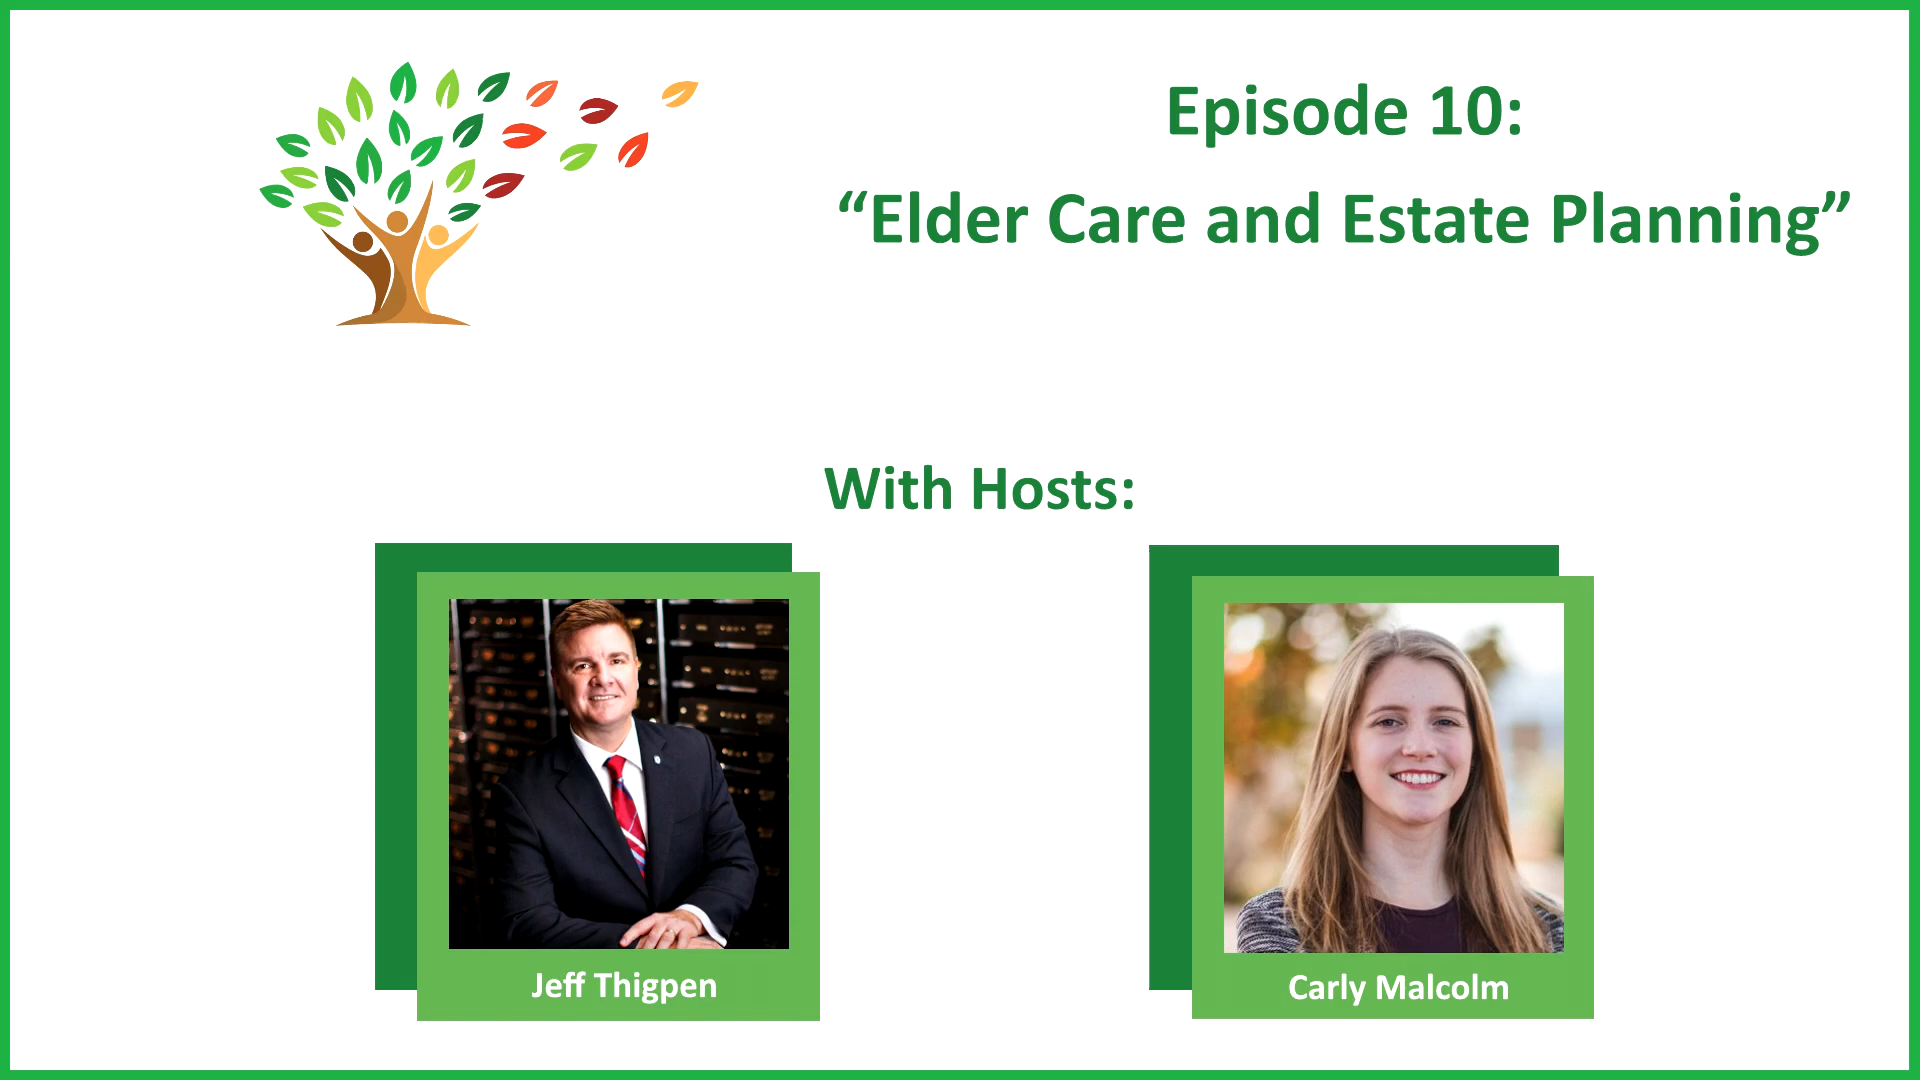 Episode 10:
“Elder Care and Estate Planning”
With Hosts:
Jeff Thigpen
Carly Malcolm